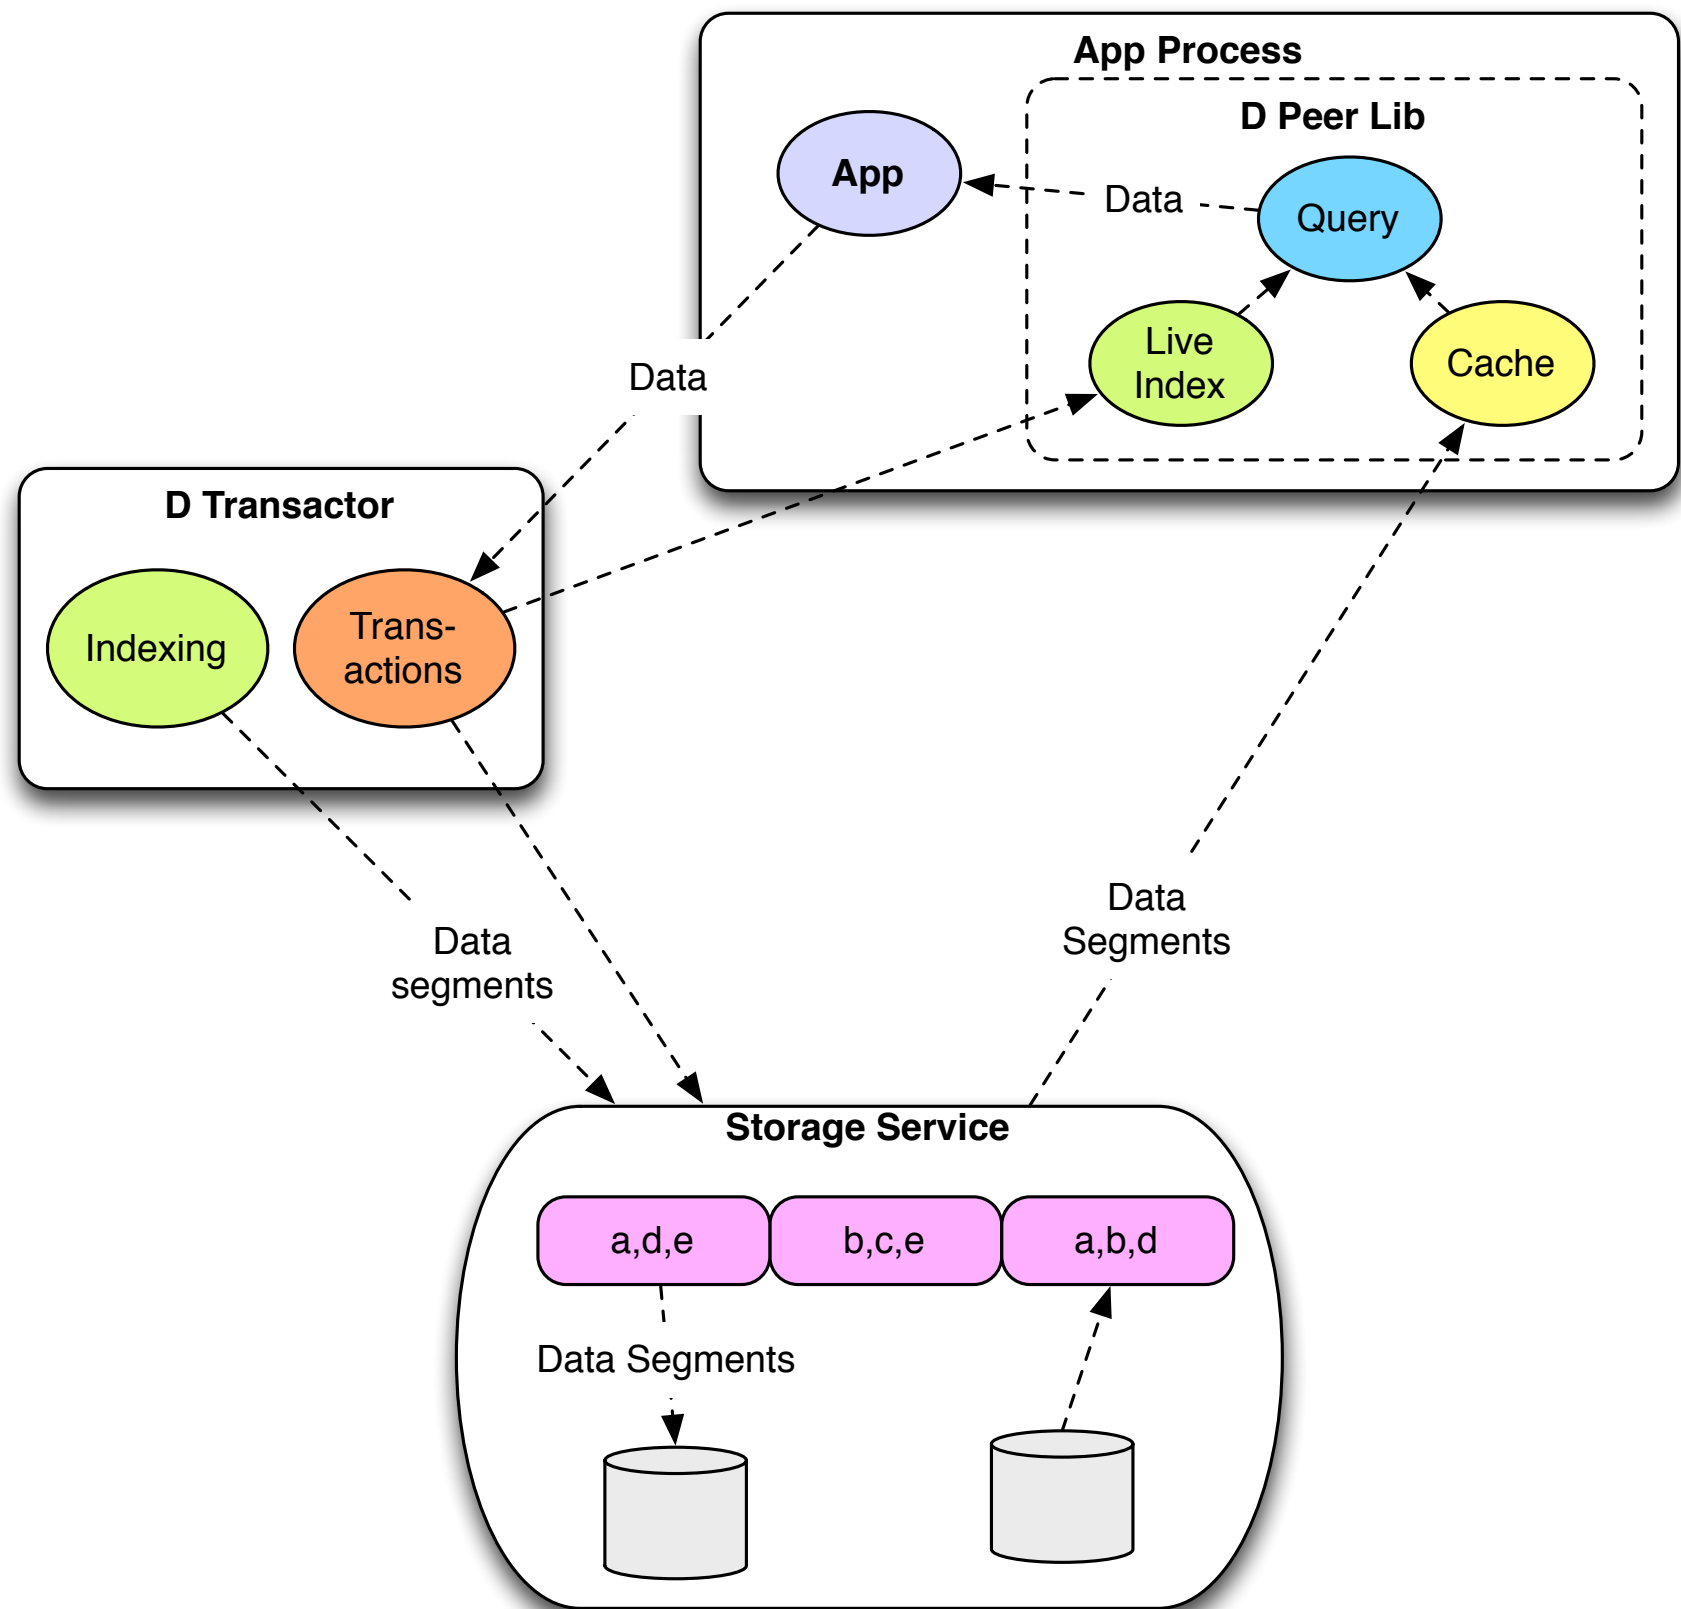 App Process
D Peer Lib
App
Data
Query
Live
Index
Cache
Data
D Transactor
Indexing
Trans-
actions
Data
Segments
Data
segments
Storage Service
a,d,e
b,c,e
a,b,d
Data Segments